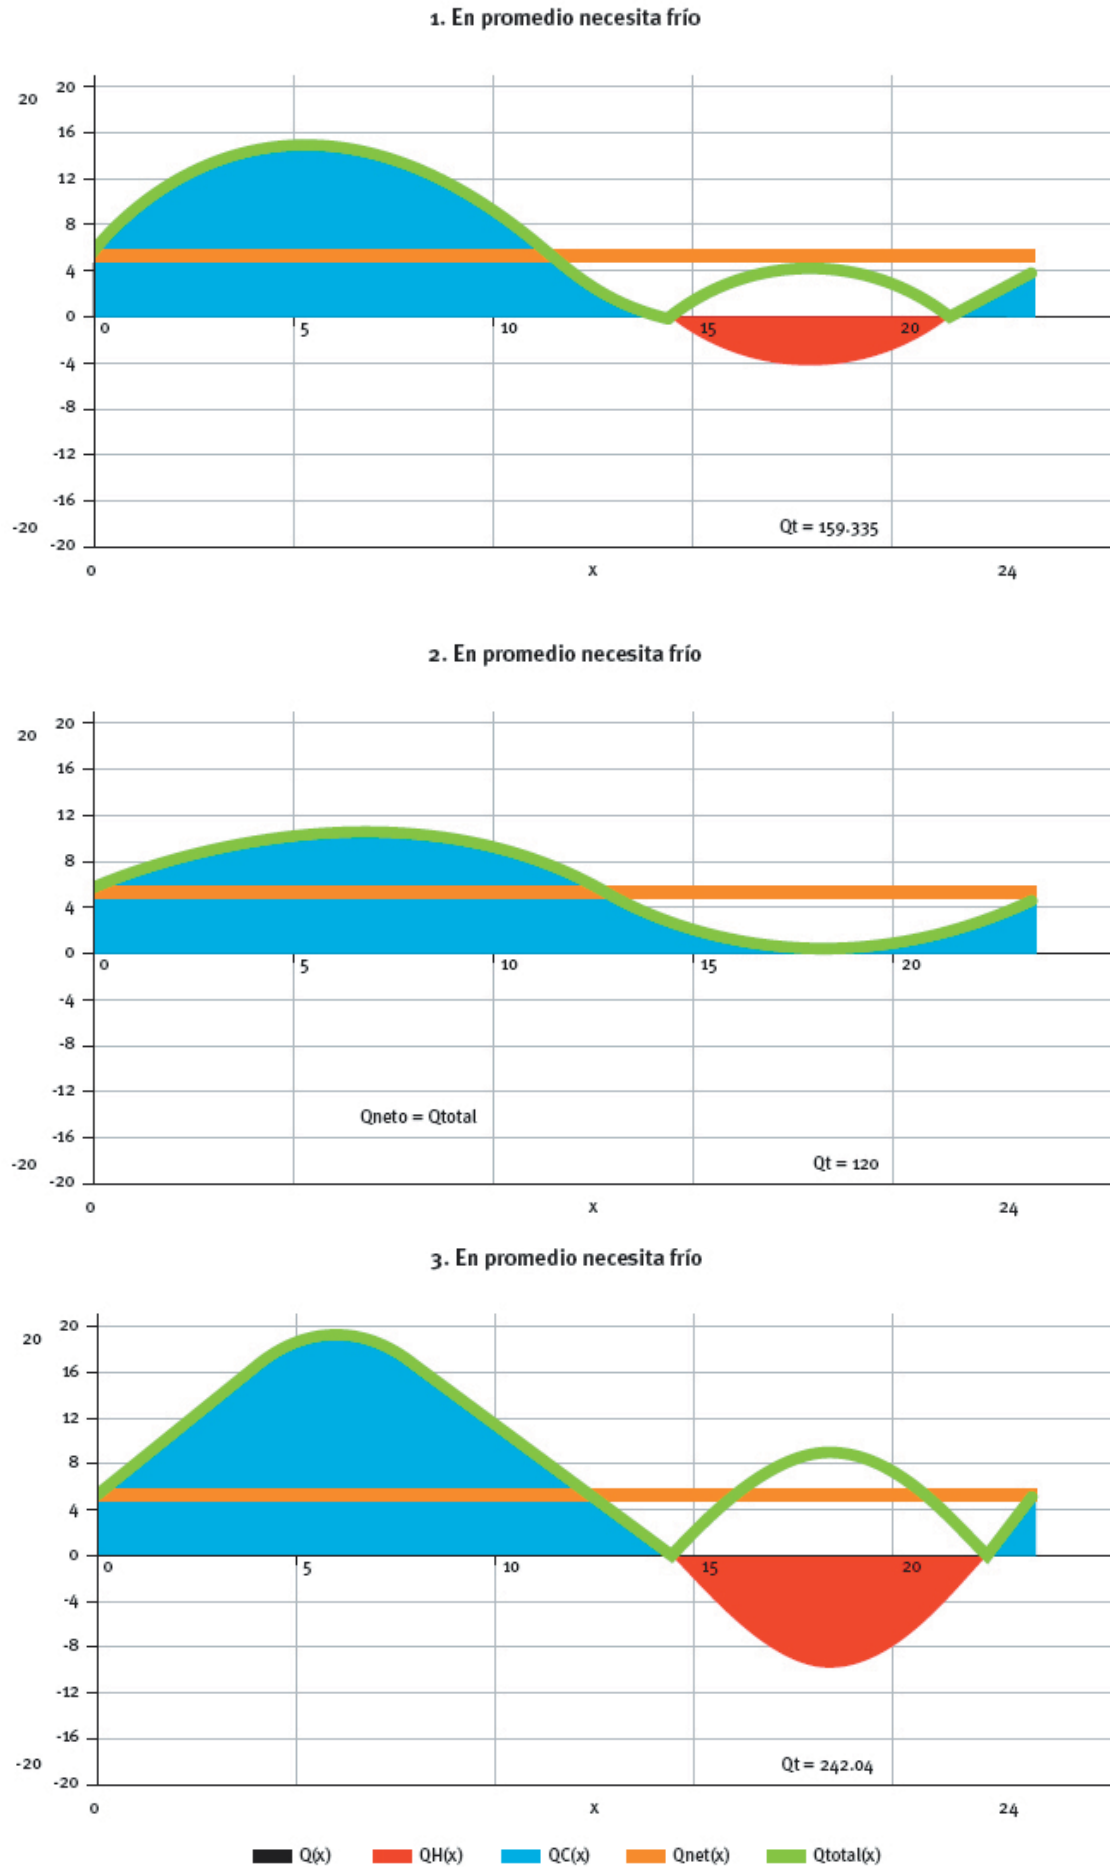 1. En promedio necesita frío
20
20
16
12
8
4
0
-4
-8
-12
-16
-20
-20
0 5 10 15 20
Qt = 159.335
0 x 24
2. En promedio necesita frío
20
20
16
12
8
4
0
-4
-8
-12
-16
-20
-20
0 5 10 15 20
Qneto = Qtotal
Qt = 120
0 x 24
3. En promedio necesita frío
20
20
16
12
8
4
0
-4
-8
-12
-16
-20
-20
0 5 10 15 20
Qt = 242.04
0 x 24
Q(x) QH(x) QC(x) Qnet(x) Qtotal(x)